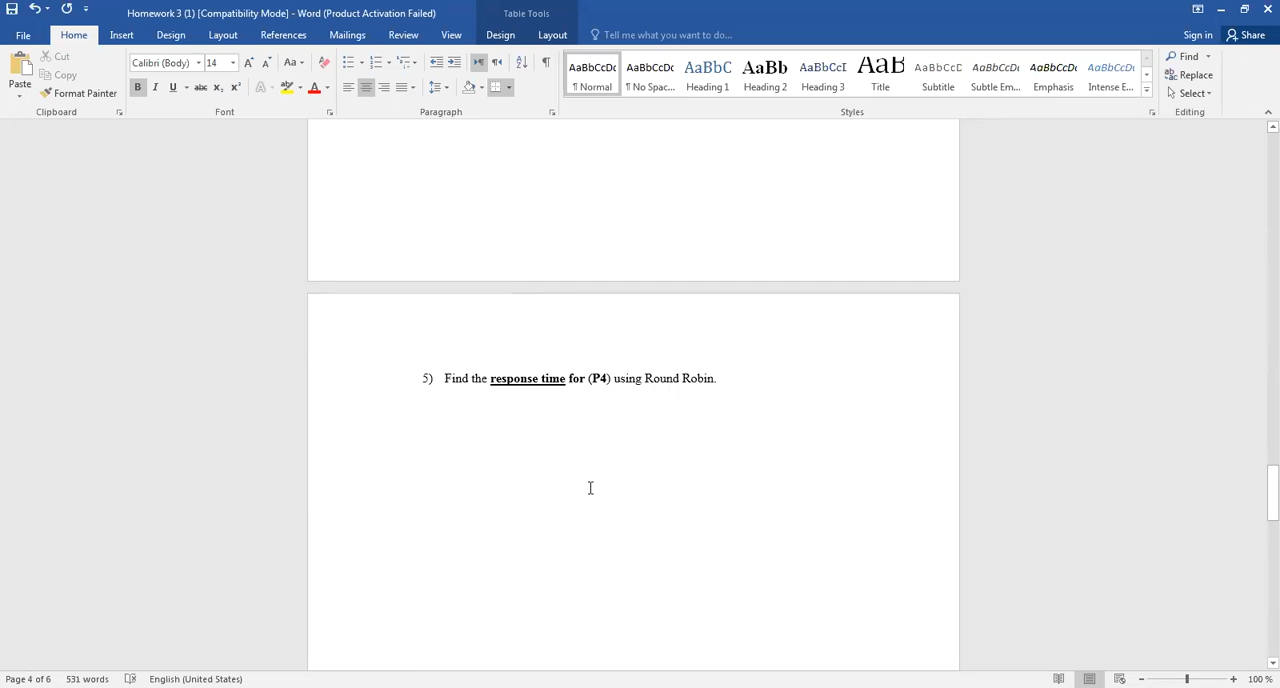 Homework 3 (1) [Compatibility Mode] - Word (Product Activation Failed)
Table Tools
File Home Insert Design Layout References Mailings Review View Design Layout Tell me what you want to do... Sign in Share
Paste
Cut
Copy
Format Painter
Calibri (Body) 14
Find
Replace
Select
AaBbCcDc AaBbCcDc AaBbC AaBb AaBbCcI AaB AaBbCcD AaBbCcDc AaBbCcDc AaBbCcDc
¶ Normal ¶ No Spac... Heading 1 Heading 2 Heading 3 Title Subtitle Subtle Em... Emphasis Intense E...
Clipboard Font Paragraph Styles Editing
5) Find the response time for (P4) using Round Robin.
Page 4 of 6 531 words English (United States) 100 %